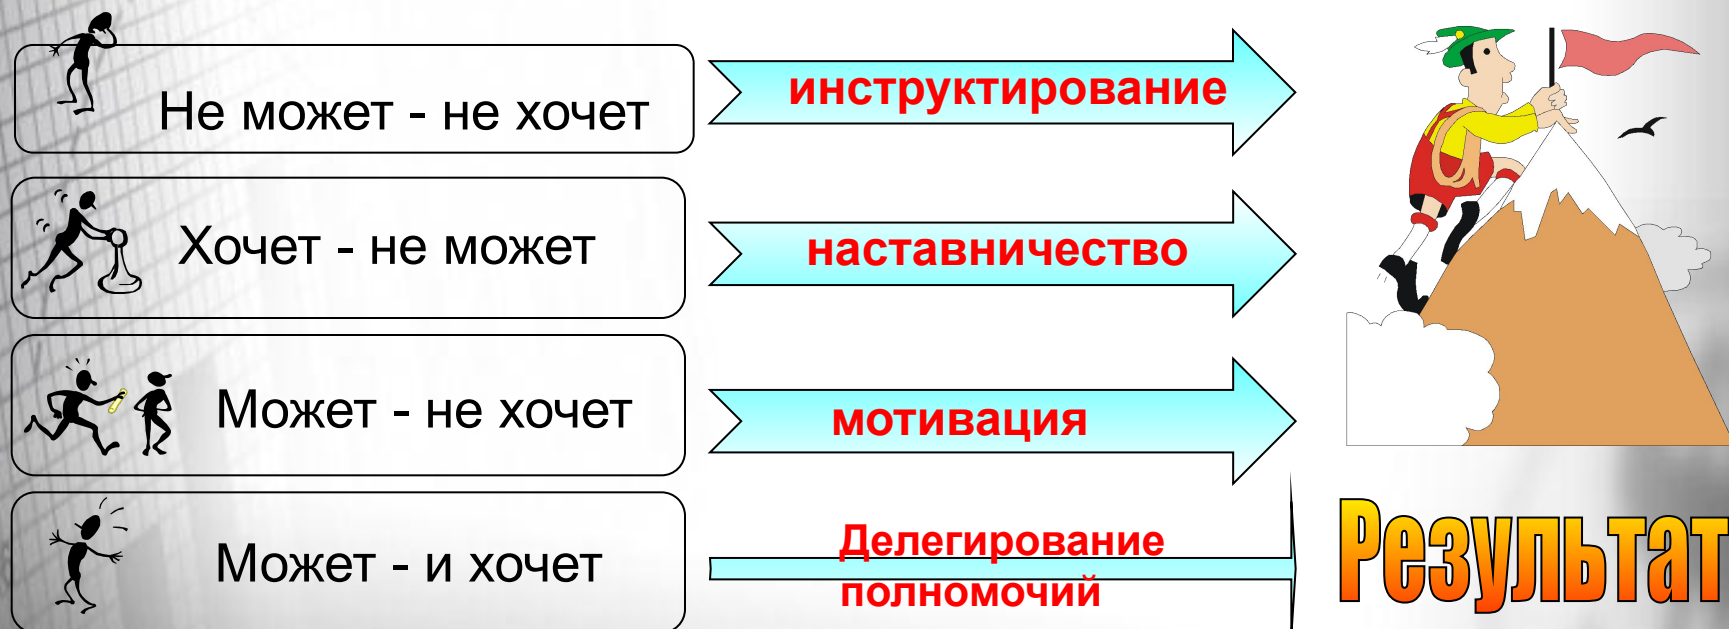 Не может - не хочет
инструктирование
Хочет - не может
наставничество
Может - не хочет
мотивация
Может - и хочет
Делегирование
полномочий
Результат